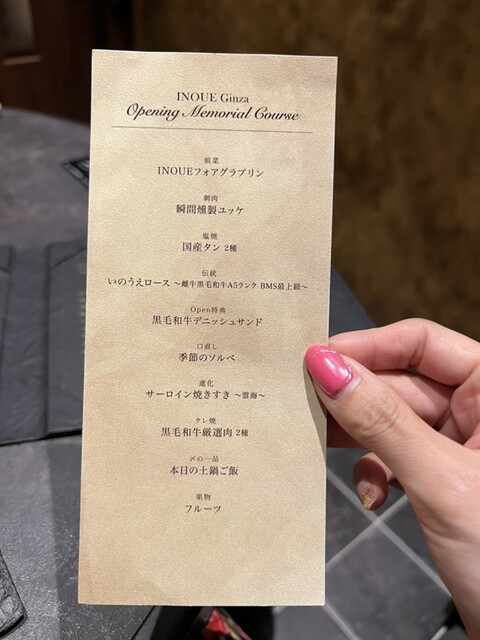 INOUE Ginza
Opening Memorial Course
前菜
INOUEフォアグラプリン
刺肉
瞬間燻製ユッケ
塩焼
国産タン 2種
伝統
いのうえロース ～雌牛黒毛和牛A5ランク BMS最上級～
Open特典
黒毛和牛デニッシュサンド
口直し
季節のソルベ
進化
サーロイン焼きすき ～雲海～
タレ焼
黒毛和牛厳選肉 2種
〆の一品
本日の土鍋ご飯
果物
フルーツ